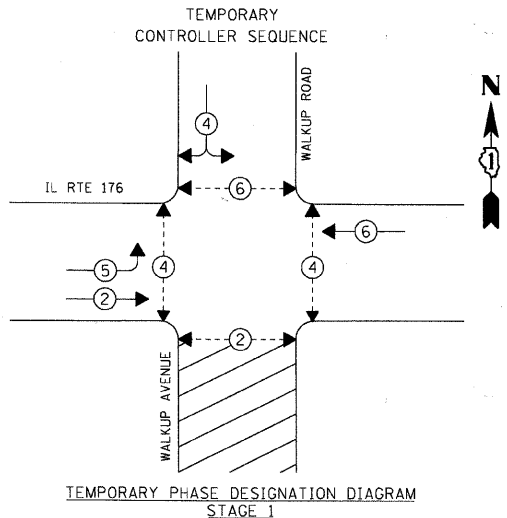 TEMPORARY
CONTROLLER SEQUENCE
WALKUP ROAD
N
4
1
IL RTE 176
6
6
5
4
4
2
2
WALKUP AVENUE
TEMPORARY PHASE DESIGNATION DIAGRAM
STAGE 1